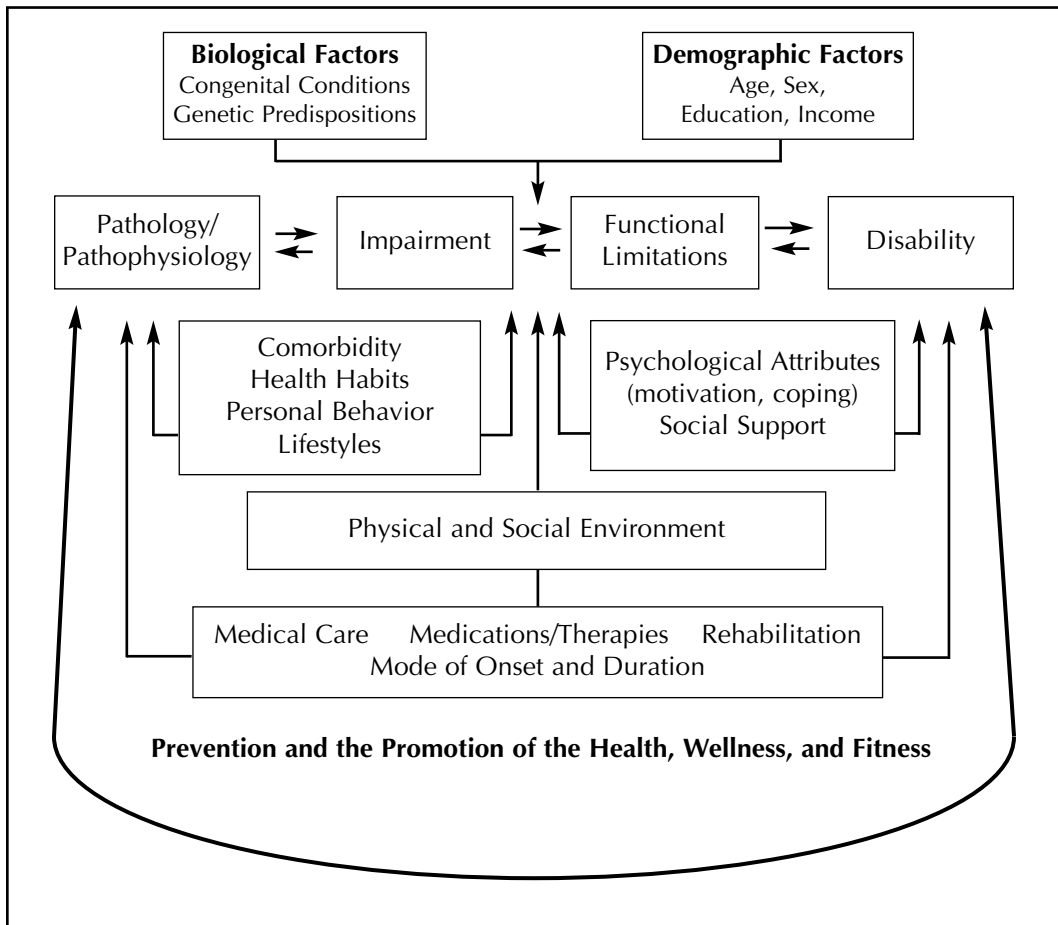 Biological Factors
Congenital Conditions
Genetic Predispositions
Demographic Factors
Age, Sex,
Education, Income
Pathology/
Pathophysiology
Impairment
Functional
Limitations
Disability
Comorbidity
Health Habits
Personal Behavior
Lifestyles
Psychological Attributes
(motivation, coping)
Social Support
Physical and Social Environment
Medical Care Medications/Therapies Rehabilitation
Mode of Onset and Duration
Prevention and the Promotion of the Health, Wellness, and Fitness